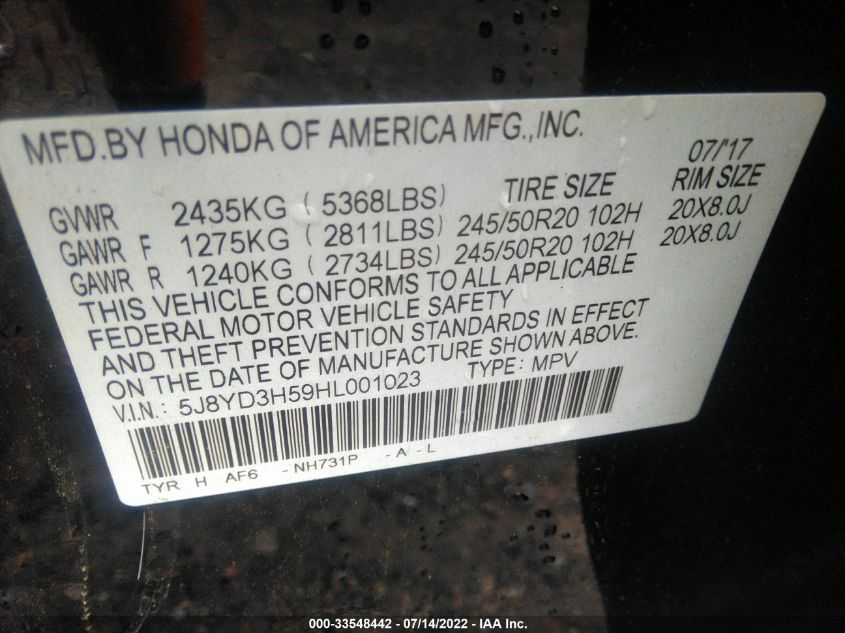 MFD.BY HONDA OF AMERICA MFG.,INC.
07/'17
GVWR 2435KG ( 5368LBS) TIRE SIZE RIM SIZE
GAWR F 1275KG ( 2811LBS) 245/50R20 102H 20X8.0J
GAWR R 1240KG ( 2734LBS) 245/50R20 102H 20X8.0J
THIS VEHICLE CONFORMS TO ALL APPLICABLE
FEDERAL MOTOR VEHICLE SAFETY
AND THEFT PREVENTION STANDARDS IN EFFECT
ON THE DATE OF MANUFACTURE SHOWN ABOVE.
V.I.N.: 5J8YD3H59HL001023 TYPE: MPV
TYR H AF6 -NH731P -A -L
000-33548442 - 07/14/2022 - IAA Inc.